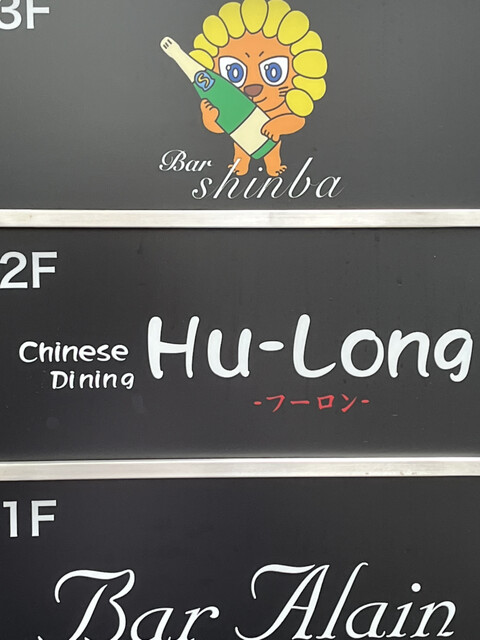 3F
Bar
shinba
2F
Chinese
Dining
Hu-Long
-フーロン-
1F
Bar Alain